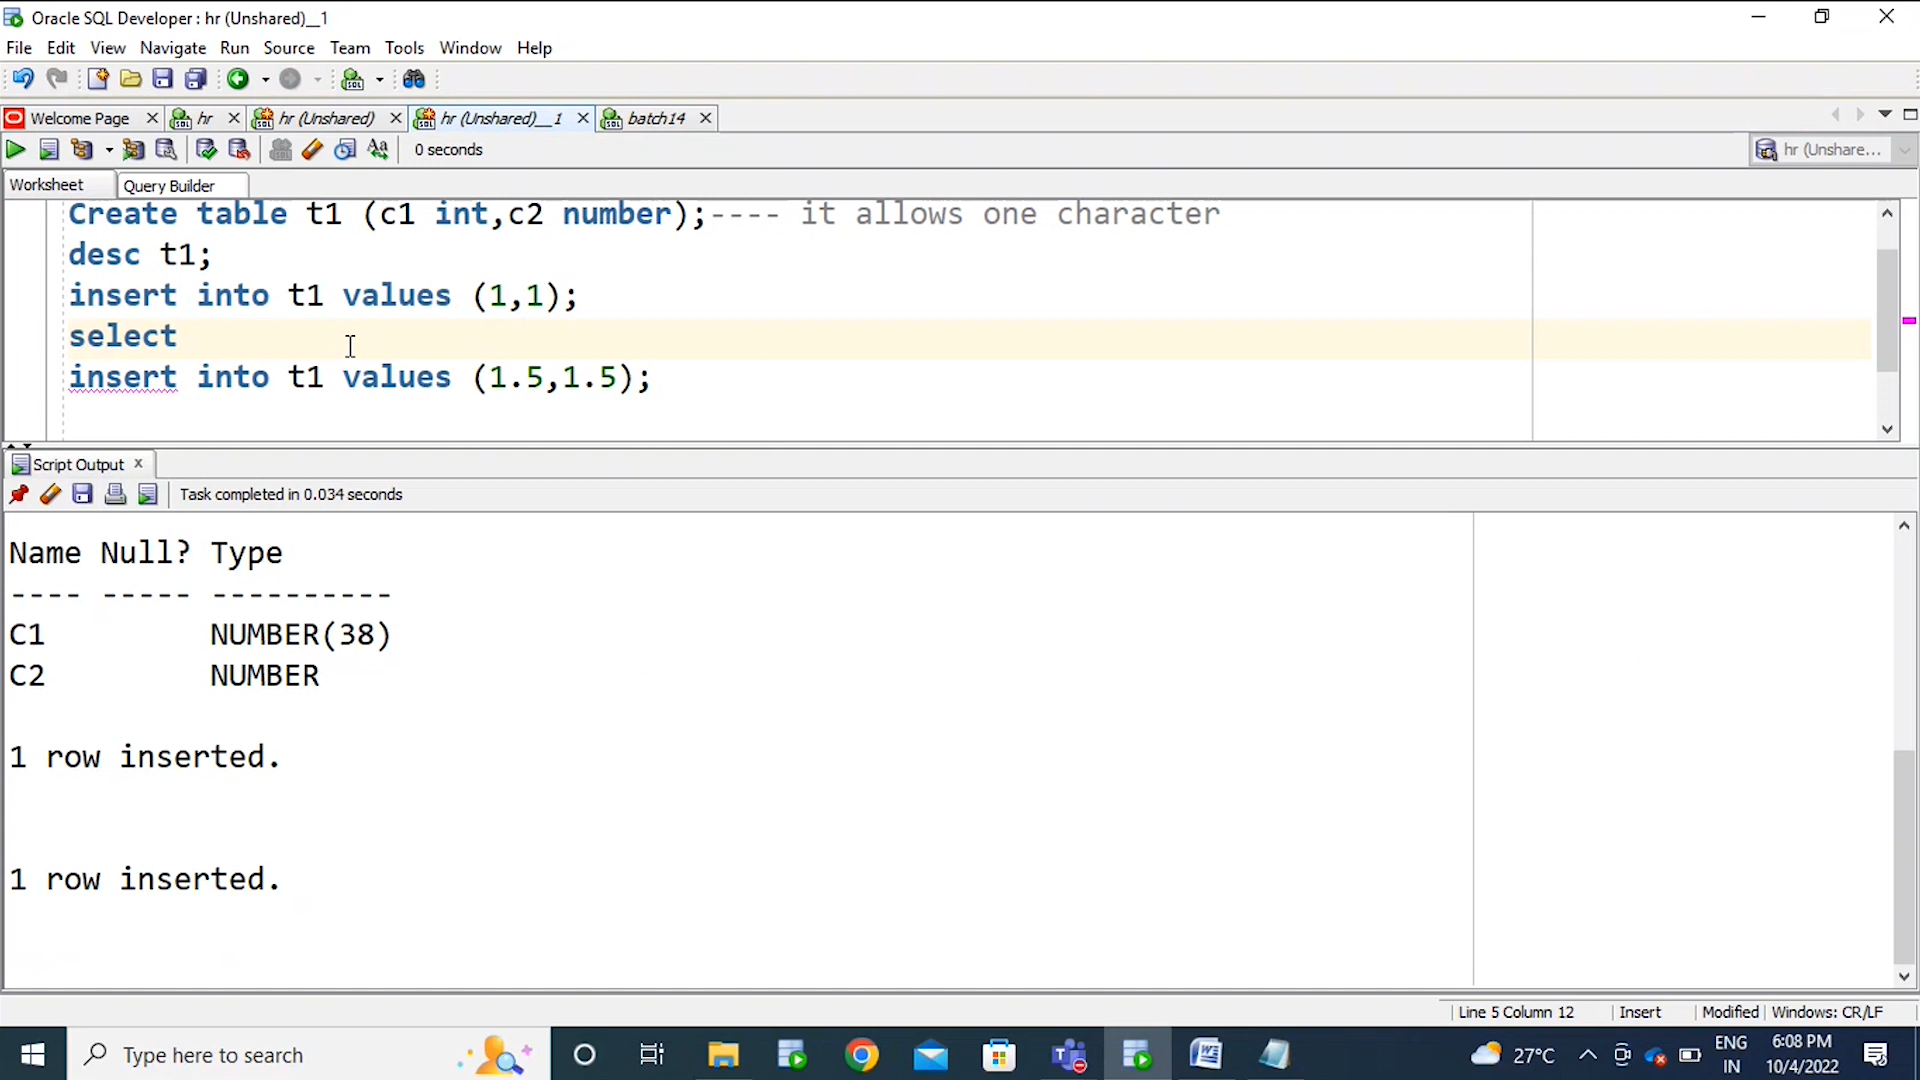 Oracle SQL Developer : hr (Unshared)__1
File Edit View Navigate Run Source Team Tools Window Help
Welcome Page hr hr (Unshared) hr (Unshared)__1 batch14
0 seconds hr (Unshare...
Worksheet Query Builder
Create table t1 (c1 int,c2 number);---- it allows one character
desc t1;
insert into t1 values (1,1);
select
insert into t1 values (1.5,1.5);
Script Output
Task completed in 0.034 seconds
Name Null? Type
---- ----- ----------
C1 NUMBER(38)
C2 NUMBER
1 row inserted.
1 row inserted.
Line 5 Column 12 Insert Modified Windows: CR/LF
Type here to search
27°C
ENG
IN
6:08 PM
10/4/2022